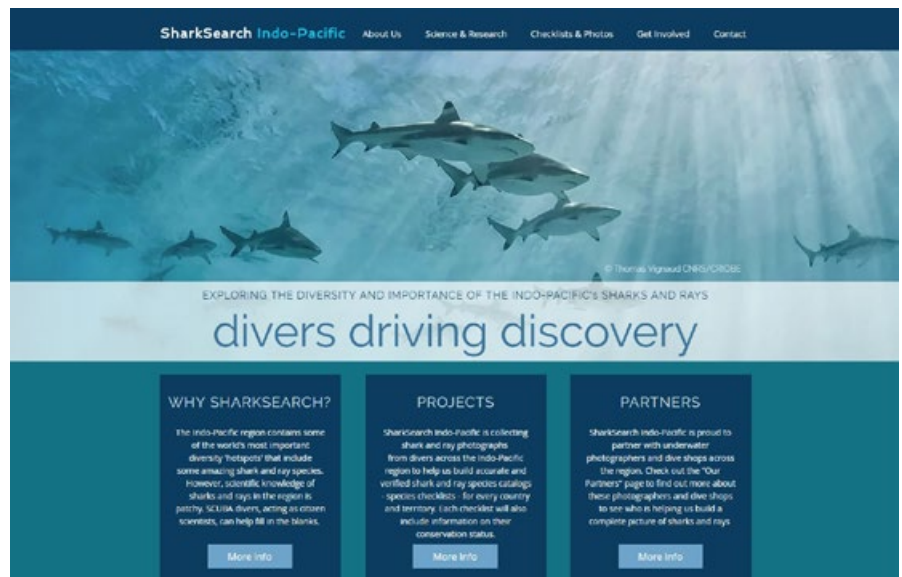 SharkSearch Indo-Pacific About Us Science & Research Checklists & Photos Get Involved Contact
© Thomas Vignaud CNRS/CRIOBE
EXPLORING THE DIVERSITY AND IMPORTANCE OF THE INDO-PACIFIC's SHARKS AND RAYS
divers driving discovery
WHY SHARKSEARCH?
The Indo-Pacific region contains some
of the world's most important
diversity 'hotspots' that include
some amazing shark and ray species.
However, scientific knowledge of
sharks and rays in the region is
patchy. SCUBA divers, acting as citizen
scientists, can help fill in the blanks.
More Info
PROJECTS
SharkSearch Indo-Pacific is collecting
shark and ray photographs
from divers across the Indo-Pacific
region to help us build accurate and
verified shark and ray species catalogs
- species checklists - for every country
and territory. Each checklist will also
include information on their
conservation status.
More Info
PARTNERS
SharkSearch Indo-Pacific is proud to
partner with underwater
photographers and dive shops across
the region. Check out the "Our
Partners" page to find out more about
these photographers and dive shops
to see who is helping us build a
complete picture of sharks and rays
More Info